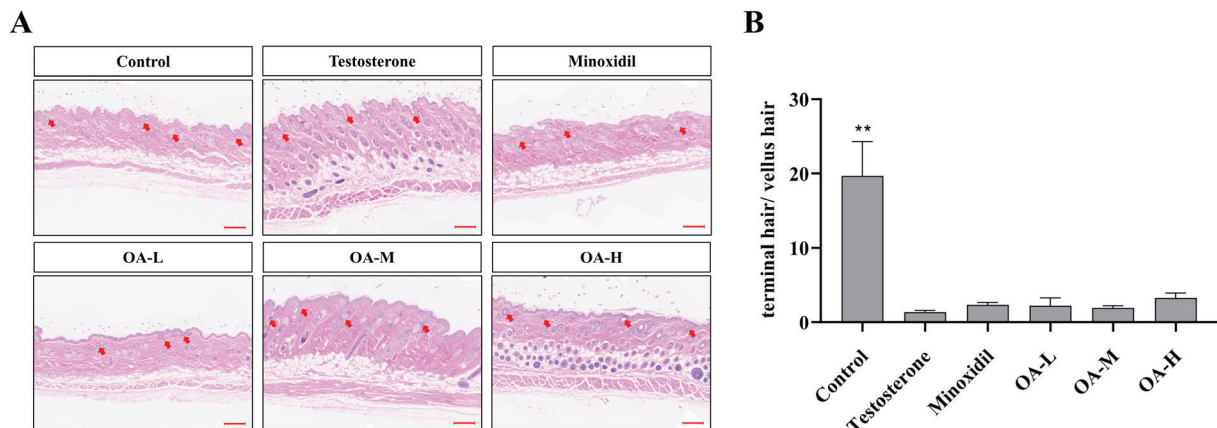 A
Control
Testosterone
Minoxidil
OA-L
OA-M
OA-H
B
terminal hair/ vellus hair
30
20
10
0
**
Control
Testosterone
Minoxidil
OA-L
OA-M
OA-H